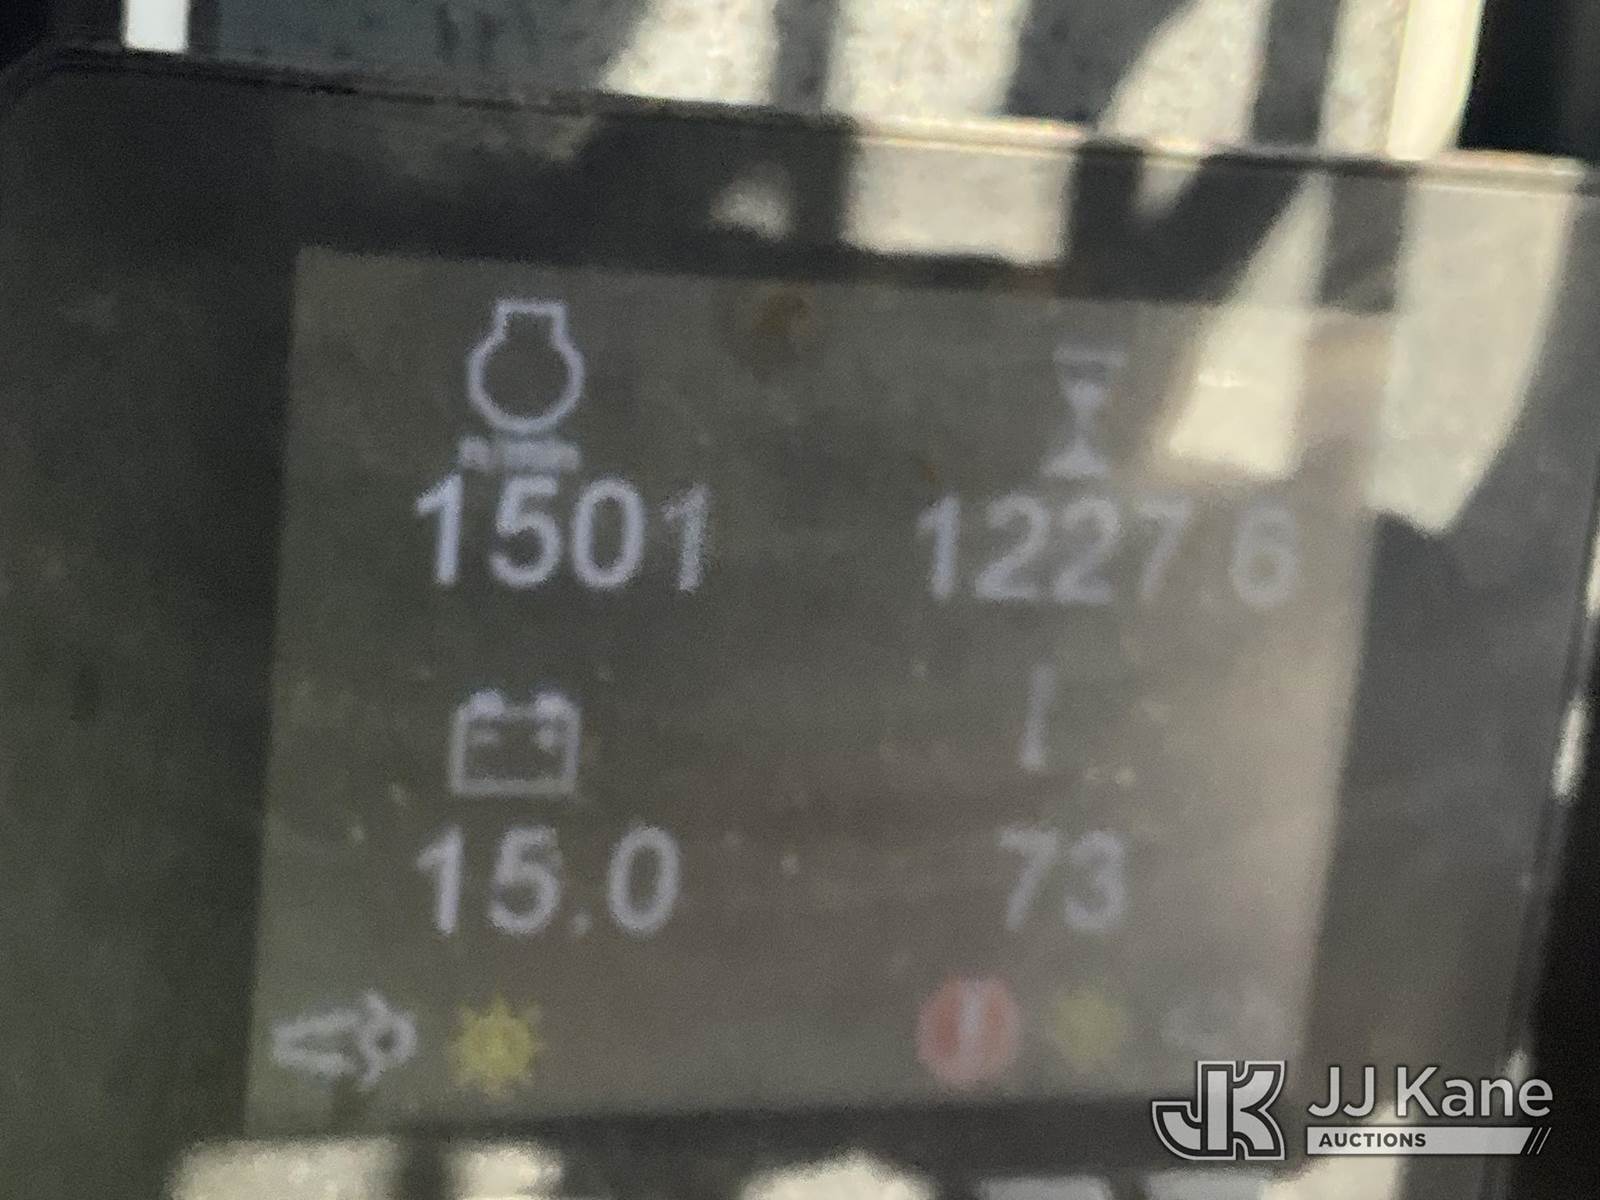 1501 1227.6
15.0 73
JJ Kane
AUCTIONS